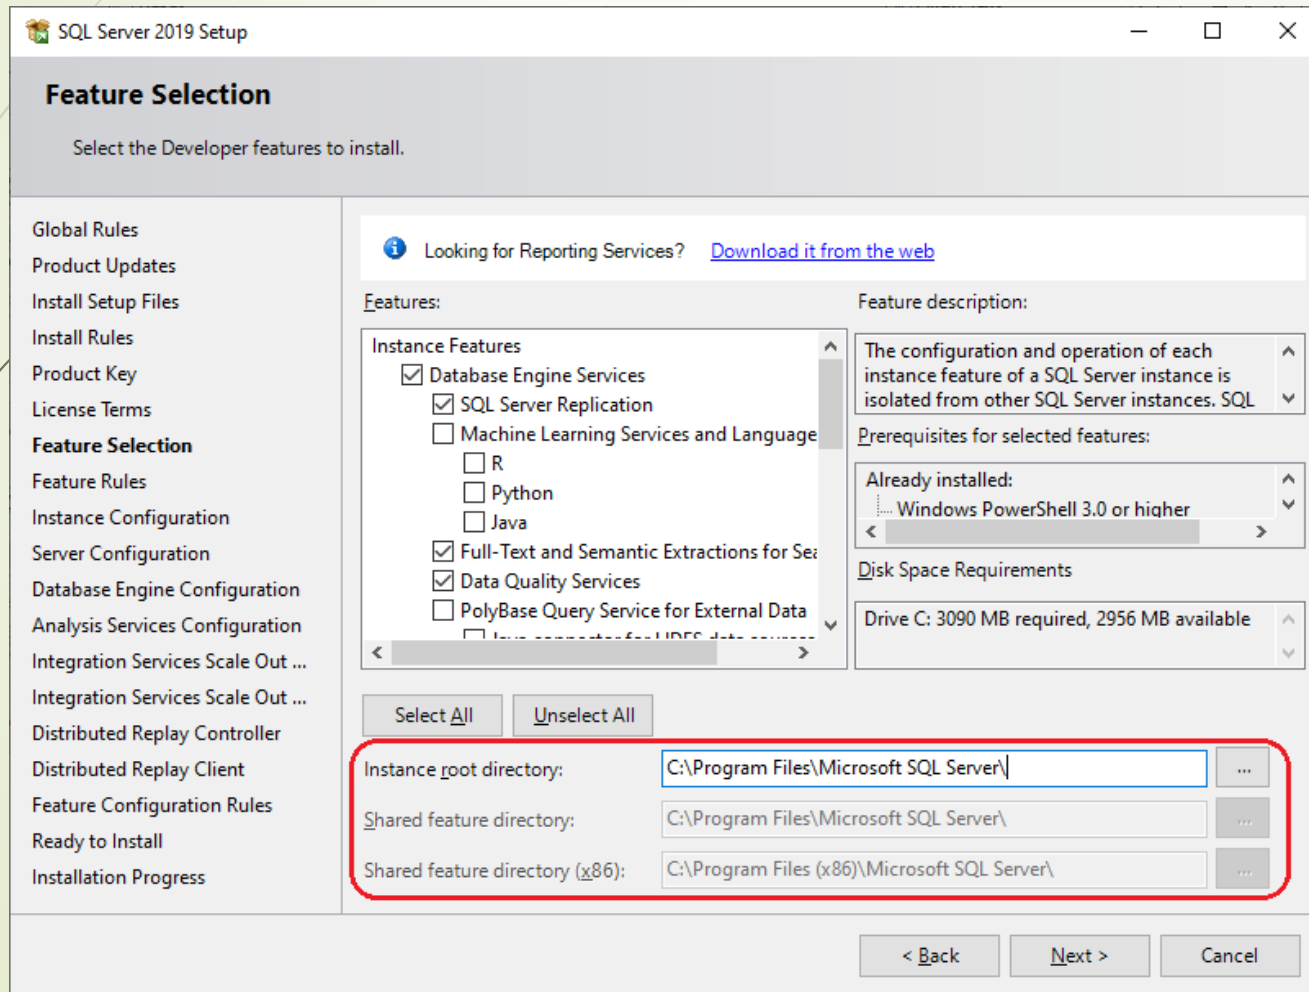 SQL Server 2019 Setup
Feature Selection
Select the Developer features to install.
Global Rules
Product Updates
Install Setup Files
Install Rules
Product Key
License Terms
Feature Selection
Feature Rules
Instance Configuration
Server Configuration
Database Engine Configuration
Analysis Services Configuration
Integration Services Scale Out ...
Integration Services Scale Out ...
Distributed Replay Controller
Distributed Replay Client
Feature Configuration Rules
Ready to Install
Installation Progress
Looking for Reporting Services? Download it from the web
Features:
Instance Features
Database Engine Services
SQL Server Replication
Machine Learning Services and Language
R
Python
Java
Full-Text and Semantic Extractions for Sea
Data Quality Services
PolyBase Query Service for External Data
Java connector for HDFS data sources
Feature description:
The configuration and operation of each
instance feature of a SQL Server instance is
isolated from other SQL Server instances. SQL
Prerequisites for selected features:
Already installed:
Windows PowerShell 3.0 or higher
Disk Space Requirements
Drive C: 3090 MB required, 2956 MB available
Select All
Unselect All
Instance root directory: C:\Program Files\Microsoft SQL Server\ ...
Shared feature directory: C:\Program Files\Microsoft SQL Server\ ...
Shared feature directory (x86): C:\Program Files (x86)\Microsoft SQL Server\ ...
< Back
Next >
Cancel